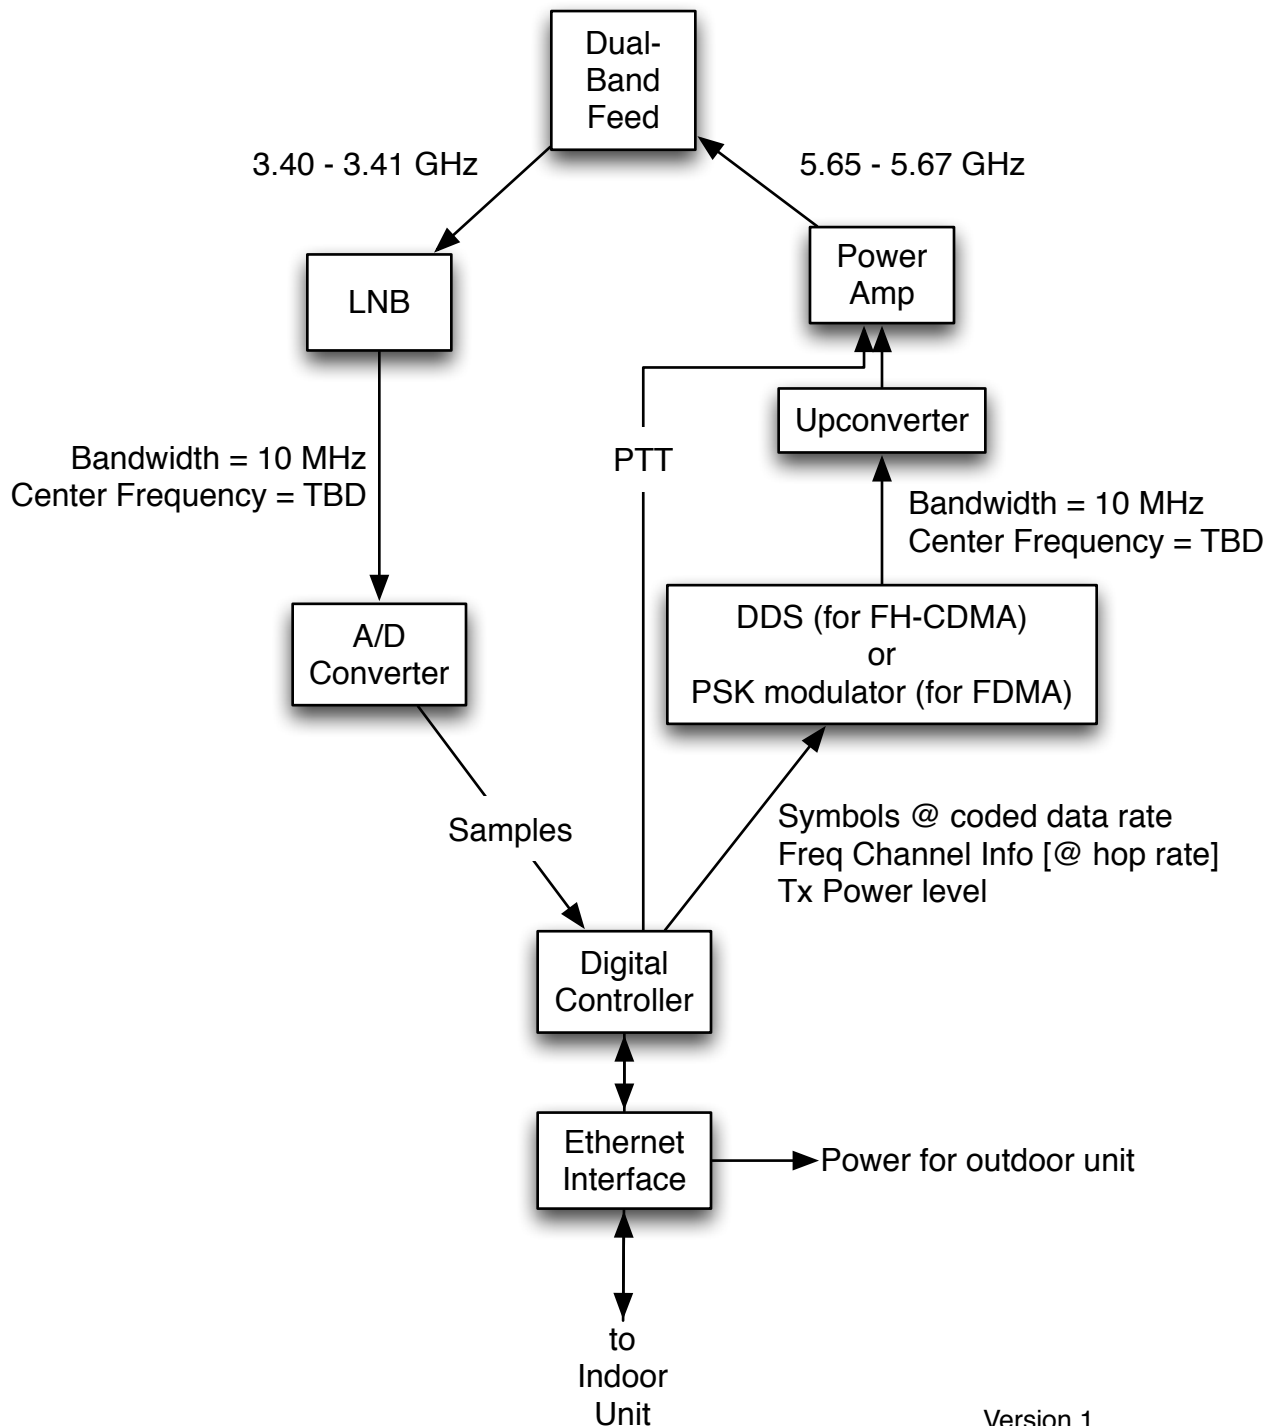 Dual-
Band
Feed
3.40 - 3.41 GHz
5.65 - 5.67 GHz
Power
Amp
LNB
Upconverter
PTT
Bandwidth = 10 MHz
Center Frequency = TBD
Bandwidth = 10 MHz
Center Frequency = TBD
A/D
Converter
DDS (for FH-CDMA)
or
PSK modulator (for FDMA)
Samples
Symbols @ coded data rate
Freq Channel Info [@ hop rate]
Tx Power level
Digital
Controller
Ethernet
Interface
Power for outdoor unit
to
Indoor
Unit
Version 1